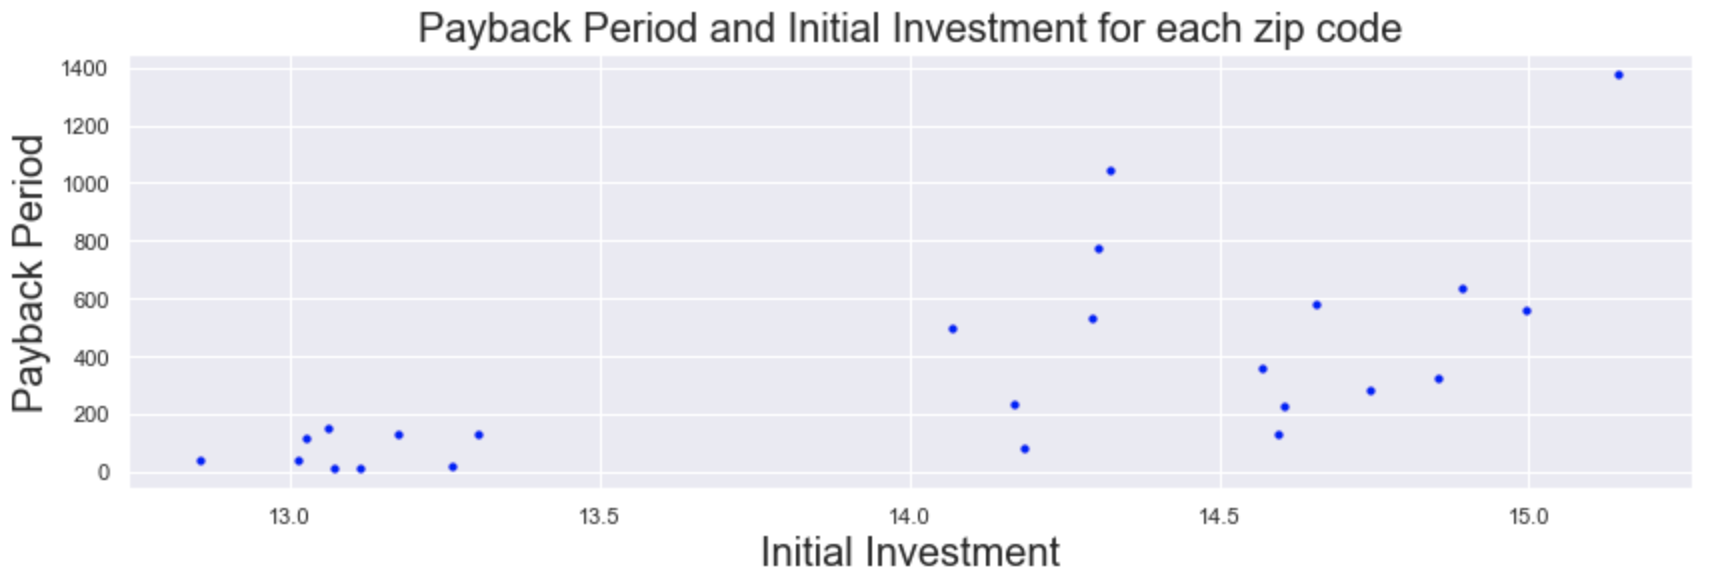 Payback Period and Initial Investment for each zip code
Payback Period
1400
1200
1000
800
600
400
200
0
13.0 13.5 14.0 14.5 15.0
Initial Investment